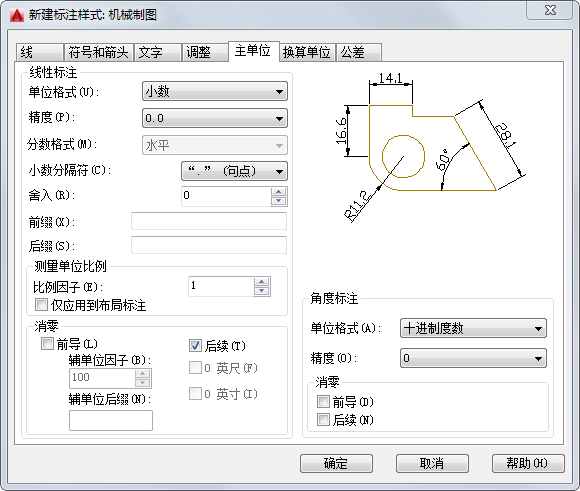 新建标注样式: 机械制图
线
符号和箭头
文字
调整
主单位
换算单位
公差
线性标注
单位格式(U):
小数
精度(P):
0.0
分数格式(M):
水平
小数分隔符(C):
“.” (句点)
舍入(R):
0
前缀(X):
后缀(S):
测量单位比例
比例因子(E):
1
仅应用到布局标注
消零
前导(L)
后续(T)
辅单位因子(B):
0 英尺(F)
100
辅单位后缀(N):
0 英寸(I)
14.1
16.6
28.1
60°
R11.2
角度标注
单位格式(A):
十进制度数
精度(O):
0
消零
前导(D)
后续(N)
确定
取消
帮助(H)